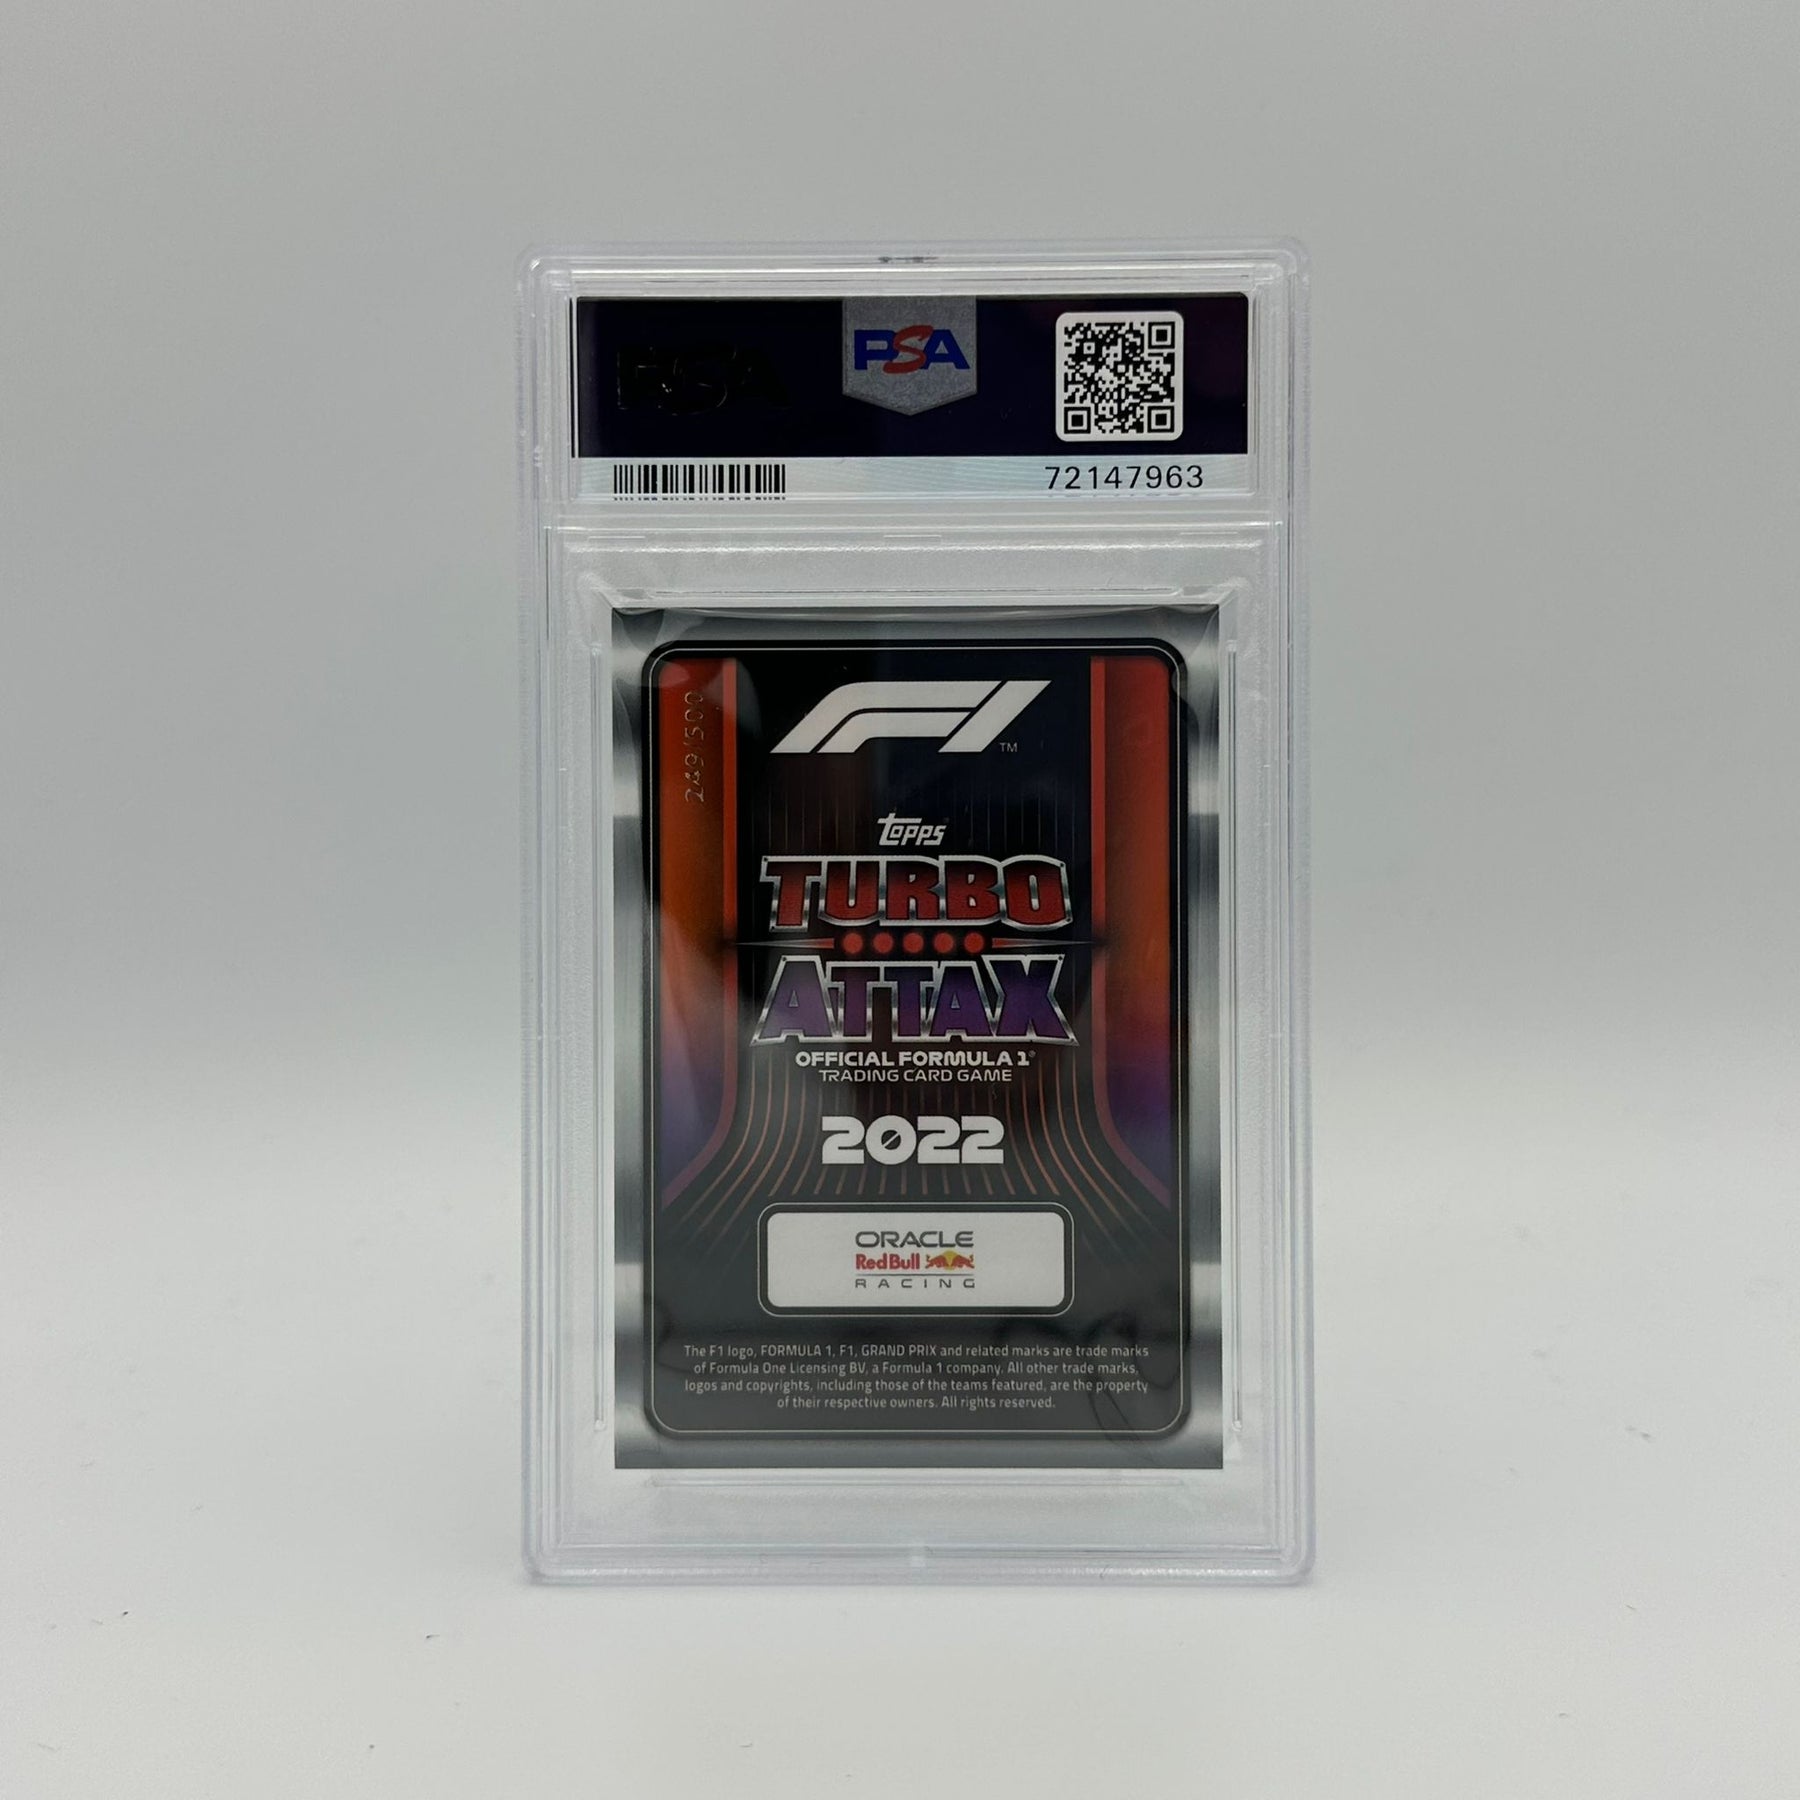 PSA
PSA
72147963
249/500
F1
TM
Topps
TURBO
ATTAX
OFFICIAL FORMULA 1®
TRADING CARD GAME
2022
ORACLE
Red Bull
RACING
The F1 logo, FORMULA 1, F1, GRAND PRIX and related marks are trade marks
of Formula One Licensing BV, a Formula 1 company. All other trade marks,
logos and copyrights, including those of the teams featured, are the property
of their respective owners. All rights reserved.